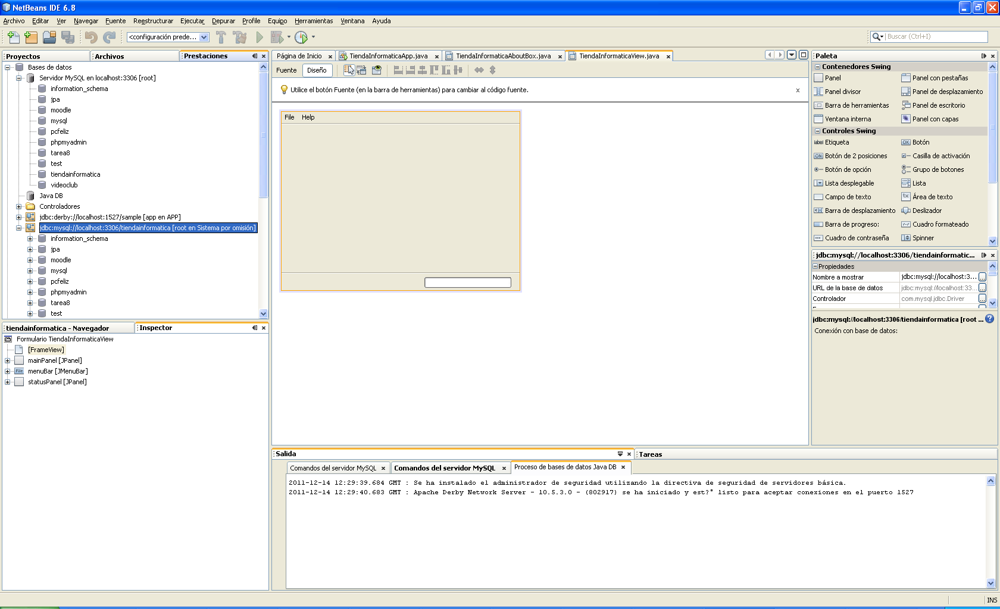 NetBeans IDE 6.8
Archivo Editar Ver Navegar Fuente Reestructurar Ejecutar Depurar Profile Equipo Herramientas Ventana Ayuda
<configuración prede...
Buscar (Ctrl+I)
Proyectos Archivos Prestaciones
Bases de datos
Servidor MySQL en localhost:3306 [root]
information_schema
jpa
moodle
mysql
pcfeliz
phpmyadmin
tarea8
test
tiendainformatica
videoclub
Java DB
Controladores
jdbc:derby://localhost:1527/sample [app en APP]
jdbc:mysql://localhost:3306/tiendainformatica [root en Sistema por omisión]
information_schema
jpa
moodle
mysql
pcfeliz
phpmyadmin
tarea8
test
tiendainformatica - Navegador Inspector
Formulario TiendaInformaticaView
[FrameView]
mainPanel [JPanel]
menuBar [JMenuBar]
statusPanel [JPanel]
Página de Inicio x TiendaInformaticaApp.java x TiendaInformaticaAboutBox.java x TiendaInformaticaView.java x
Fuente Diseño
Utilice el botón Fuente (en la barra de herramientas) para cambiar al código fuente. x
File Help
Salida
Tareas
Comandos del servidor MySQL x Comandos del servidor MySQL x Proceso de bases de datos Java DB x
2011-12-14 12:29:39.684 GMT : Se ha instalado el administrador de seguridad utilizando la directiva de seguridad de servidores básica.
2011-12-14 12:29:40.683 GMT : Apache Derby Network Server - 10.5.3.0 - (802917) se ha iniciado y est?° listo para aceptar conexiones en el puerto 1527
Paleta
Contenedores Swing
Panel Panel con pestañas
Panel divisor Panel de desplazamiento
Barra de herramientas Panel de escritorio
Ventana interna Panel con capas
Controles Swing
label Etiqueta OK Botón
ON Botón de 2 posiciones Casilla de activación
Botón de opción Grupo de botones
Lista desplegable Lista
Campo de texto Área de texto
Barra de desplazamiento Deslizador
Barra de progreso: Cuadro formateado
Cuadro de contraseña Spinner
jdbc:mysql://localhost:3306/tiendainformatic...
Propiedades
Nombre a mostrar jdbc:mysql://localhost:3... ...
URL de la base de datos jdbc:mysql://localhost:33... ...
Controlador com.mysql.jdbc.Driver ...
jdbc:mysql://localhost:3306/tiendainformatica [root ...
Conexión con base de datos:
INS